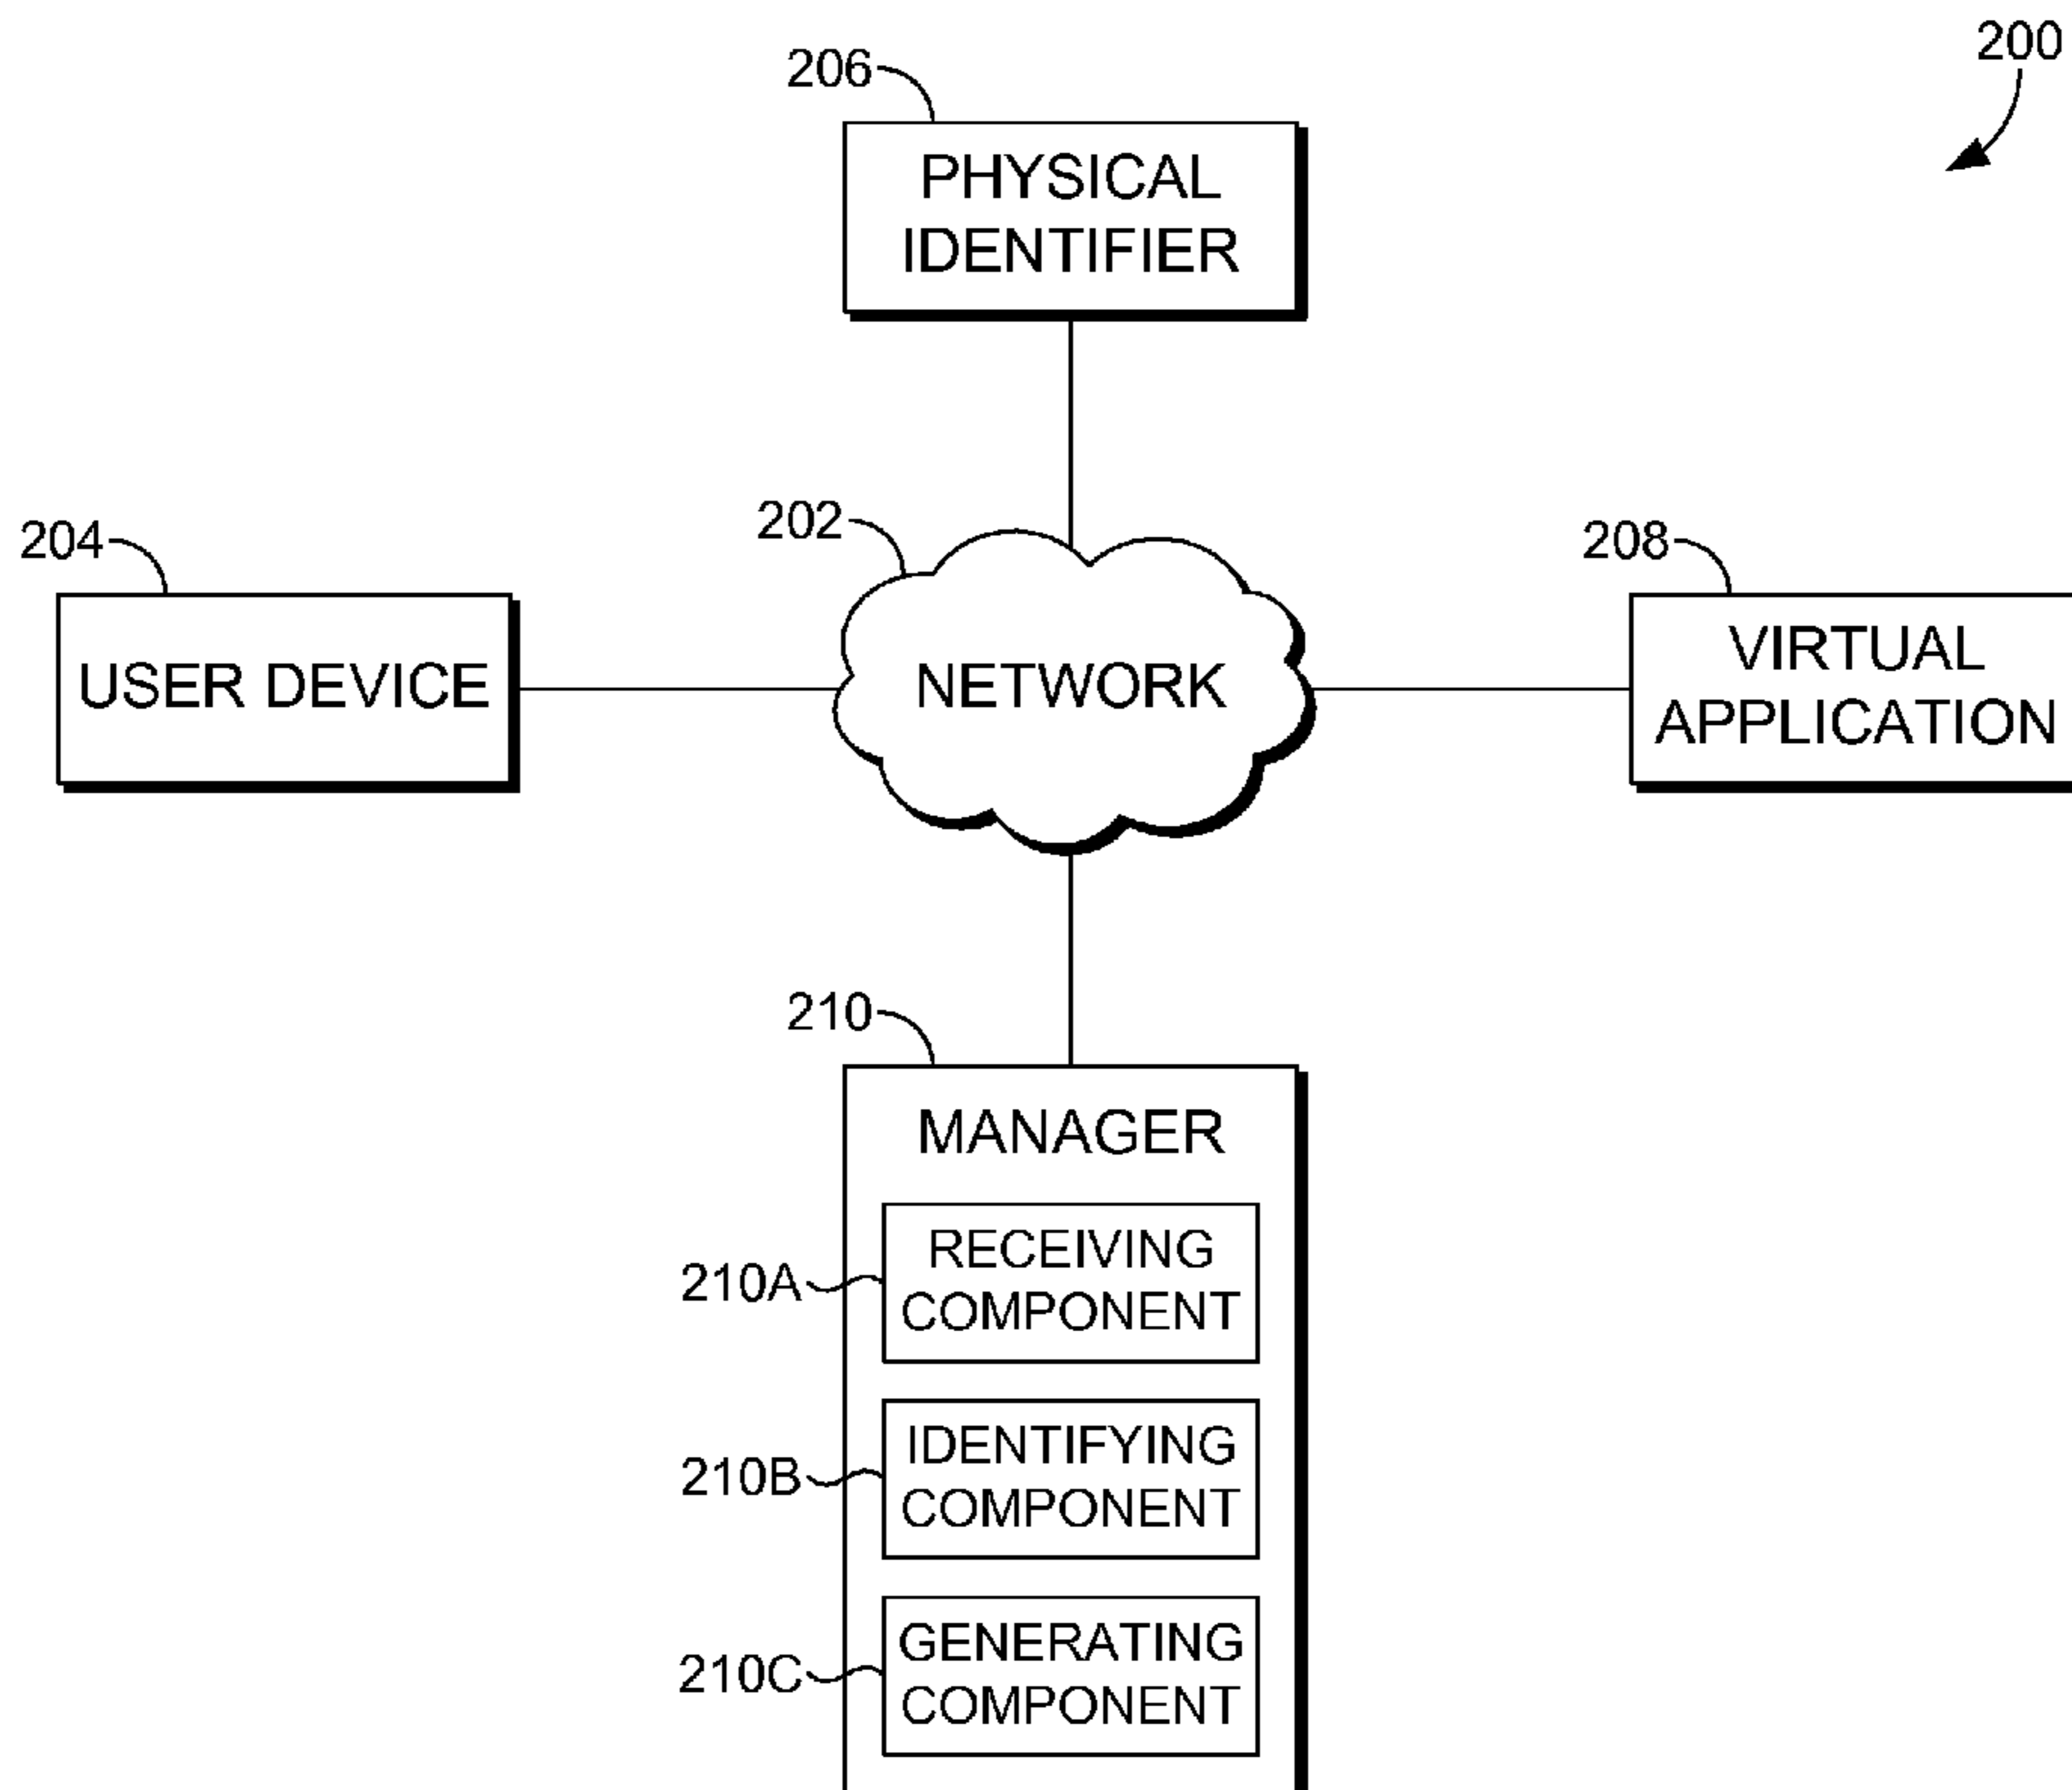 200
206
PHYSICAL
IDENTIFIER
202
204
208
USER DEVICE
NETWORK
VIRTUAL
APPLICATION
210
MANAGER
210A
RECEIVING
COMPONENT
210B
IDENTIFYING
COMPONENT
210C
GENERATING
COMPONENT